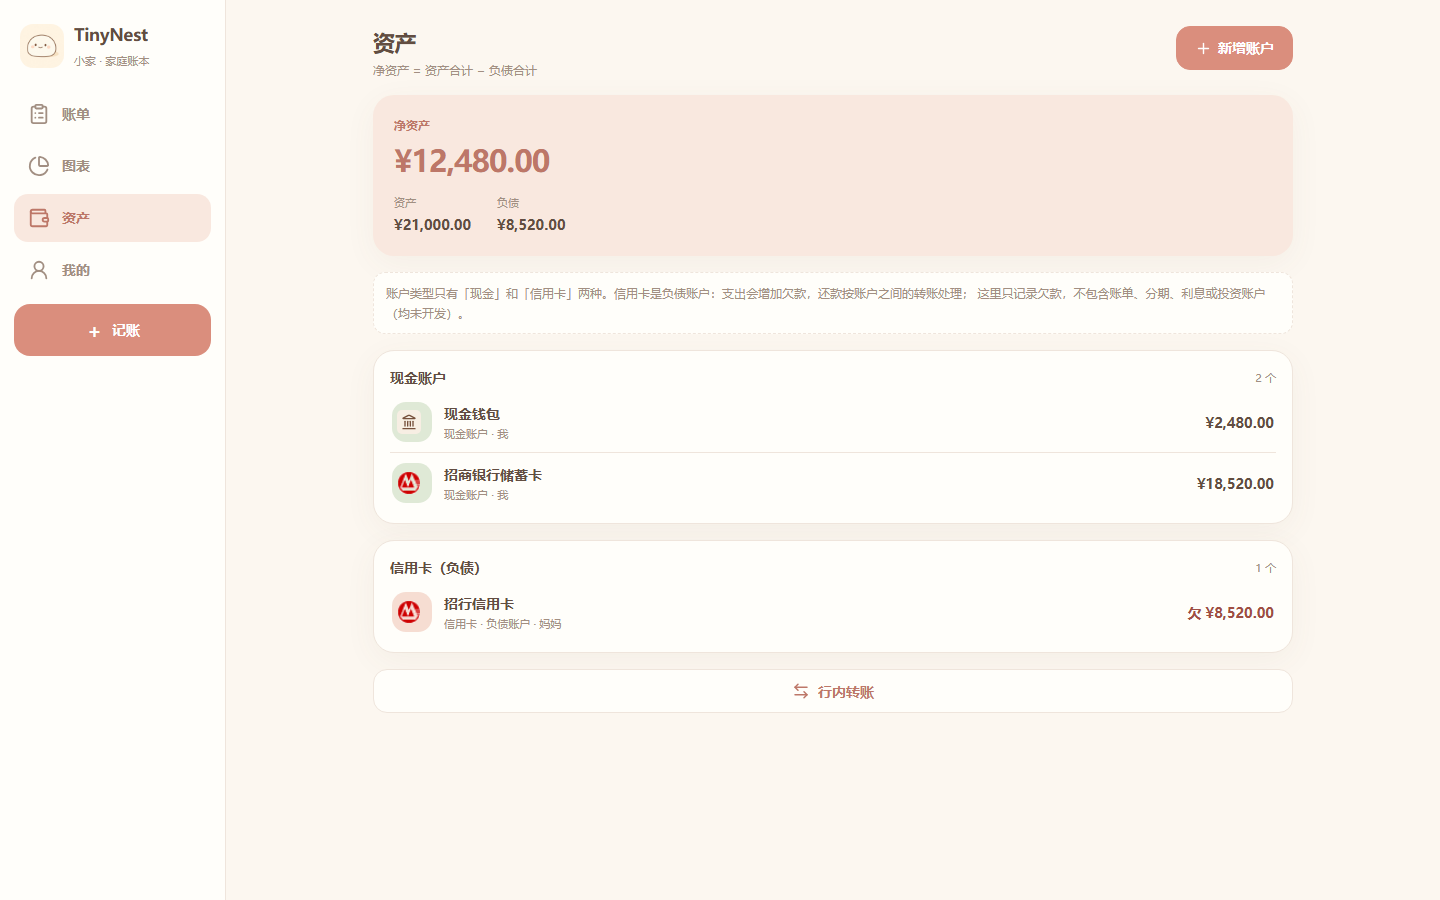 TinyNest
小家 · 家庭账本
账单
图表
资产
我的
+ 记账
资产
净资产 = 资产合计 − 负债合计
+ 新增账户
净资产
¥12,480.00
资产 负债
¥21,000.00 ¥8,520.00
账户类型只有「现金」和「信用卡」两种。信用卡是负债账户：支出会增加欠款，还款按账户之间的转账处理； 这里只记录欠款，不包含账单、分期、利息或投资账户
（均未开发）。
现金账户 2 个
现金钱包
现金账户 · 我
¥2,480.00
招商银行储蓄卡
现金账户 · 我
¥18,520.00
信用卡（负债） 1 个
招行信用卡
信用卡 · 负债账户 · 妈妈
欠 ¥8,520.00
行内转账